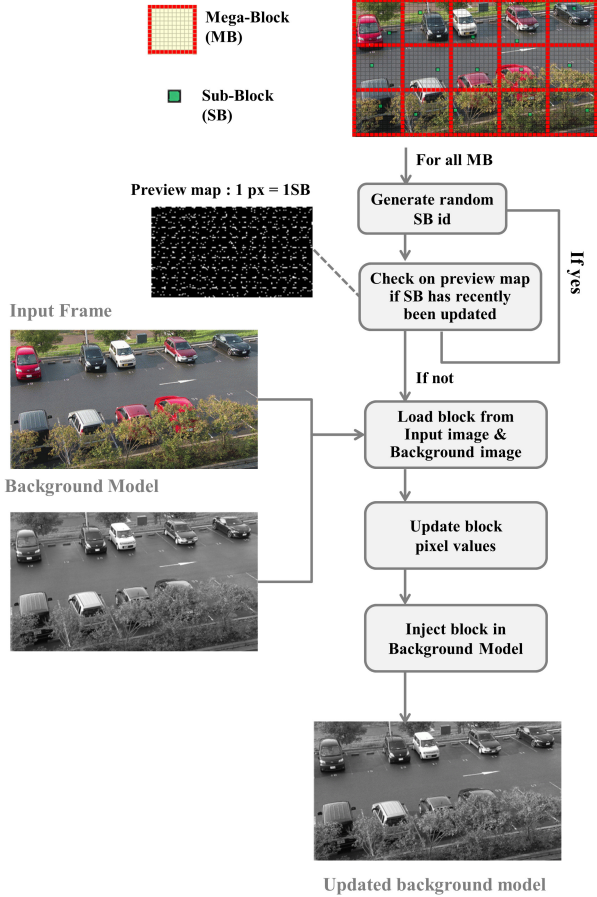 Mega-Block
(MB)
Sub-Block
(SB)
For all MB
Preview map : 1 px = 1SB
Generate random
SB id
If yes
Check on preview map
if SB has recently
been updated
Input Frame
If not
Load block from
Input image &
Background image
Background Model
Update block
pixel values
Inject block in
Background Model
Updated background model